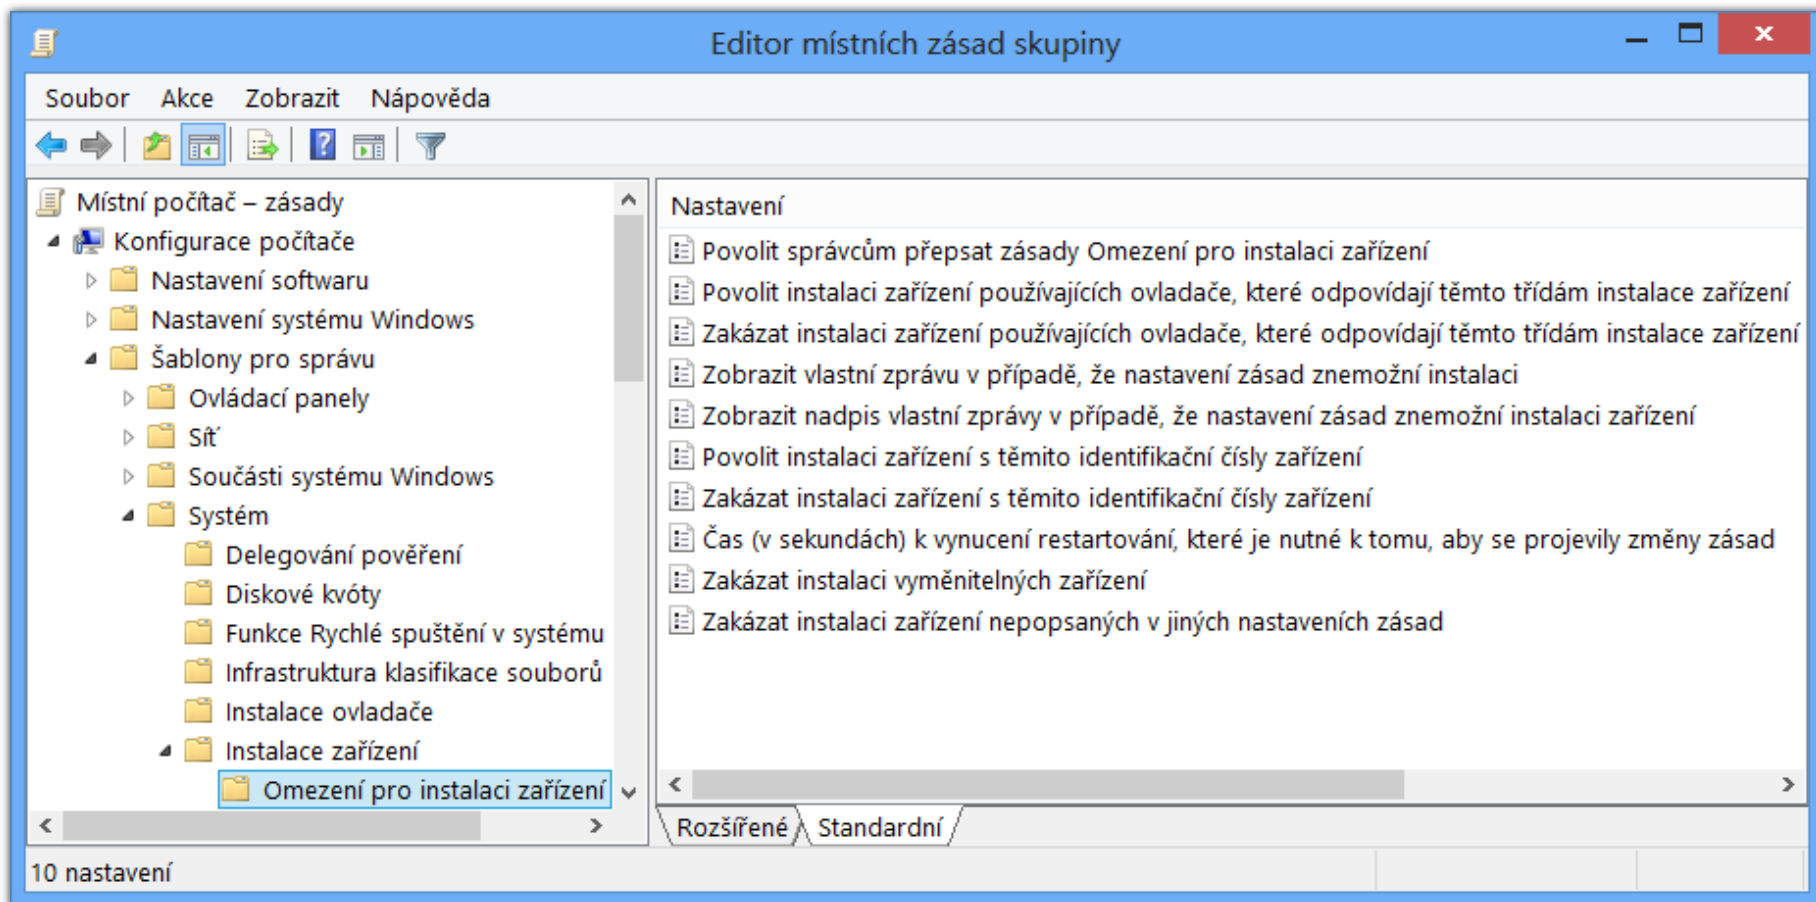 Editor místních zásad skupiny
Soubor Akce Zobrazit Nápověda
Místní počítač – zásady
Konfigurace počítače
Nastavení softwaru
Nastavení systému Windows
Šablony pro správu
Ovládací panely
Síť
Součásti systému Windows
Systém
Delegování pověření
Diskové kvóty
Funkce Rychlé spuštění v systému
Infrastruktura klasifikace souborů
Instalace ovladače
Instalace zařízení
Omezení pro instalaci zařízení
Nastavení
Povolit správcům přepsat zásady Omezení pro instalaci zařízení
Povolit instalaci zařízení používajících ovladače, které odpovídají těmto třídám instalace zařízení
Zakázat instalaci zařízení používajících ovladače, které odpovídají těmto třídám instalace zařízení
Zobrazit vlastní zprávu v případě, že nastavení zásad znemožní instalaci
Zobrazit nadpis vlastní zprávy v případě, že nastavení zásad znemožní instalaci zařízení
Povolit instalaci zařízení s těmito identifikační čísly zařízení
Zakázat instalaci zařízení s těmito identifikační čísly zařízení
Čas (v sekundách) k vynucení restartování, které je nutné k tomu, aby se projevily změny zásad
Zakázat instalaci vyměnitelných zařízení
Zakázat instalaci zařízení nepopsaných v jiných nastaveních zásad
Rozšířené Standardní
10 nastavení